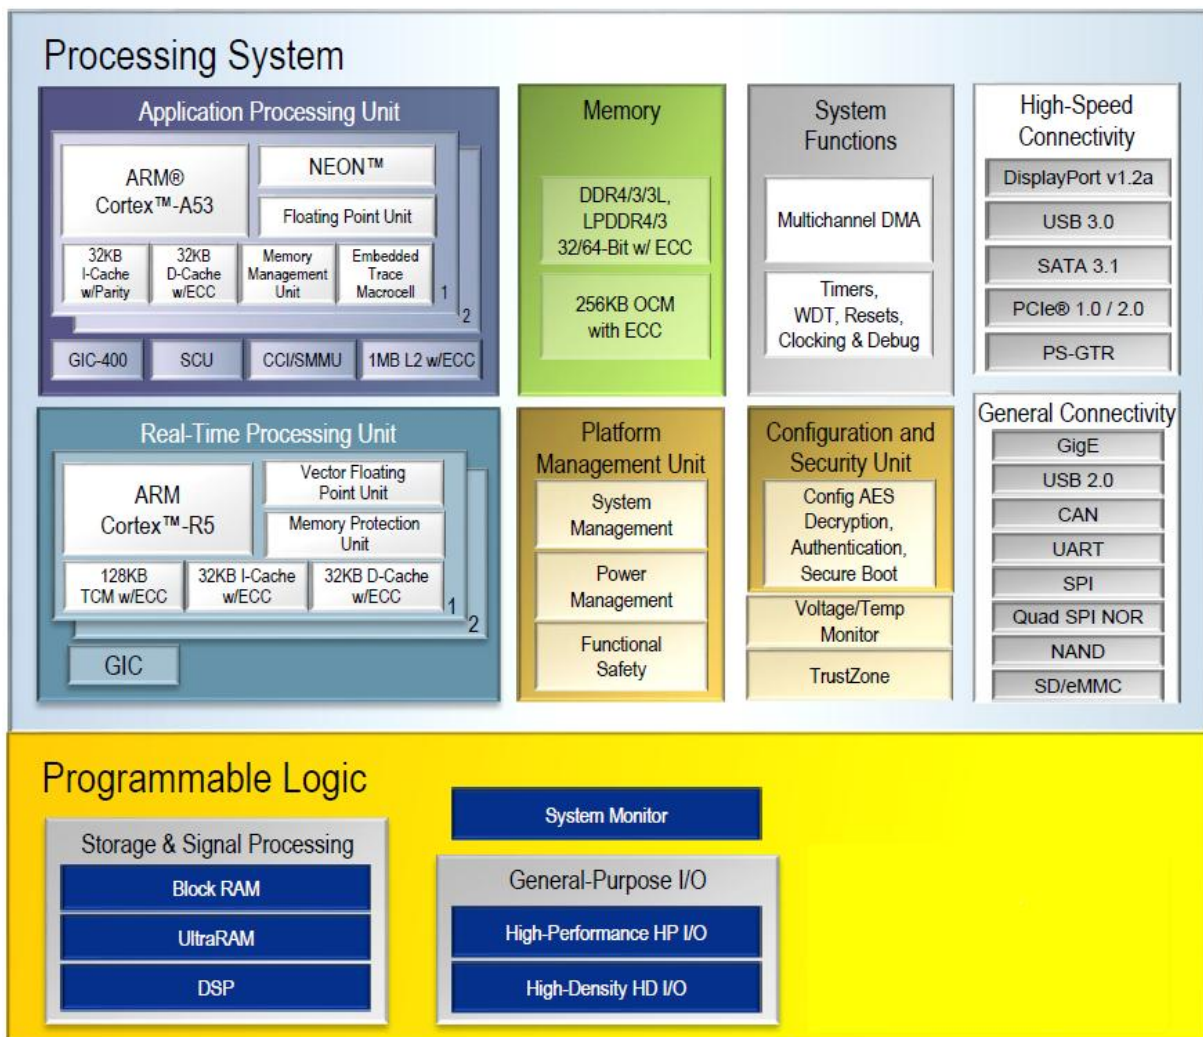 Processing System
Application Processing Unit
ARM®
Cortex™-A53
NEON™
Floating Point Unit
32KB
I-Cache
w/Parity
32KB
D-Cache
w/ECC
Memory
Management
Unit
Embedded
Trace
Macrocell
1
2
GIC-400
SCU
CCI/SMMU
1MB L2 w/ECC
Memory
DDR4/3/3L,
LPDDR4/3
32/64-Bit w/ ECC
256KB OCM
with ECC
System
Functions
Multichannel DMA
Timers,
WDT, Resets,
Clocking & Debug
High-Speed
Connectivity
DisplayPort v1.2a
USB 3.0
SATA 3.1
PCIe® 1.0 / 2.0
PS-GTR
Real-Time Processing Unit
ARM
Cortex™-R5
Vector Floating
Point Unit
Memory Protection
Unit
128KB
TCM w/ECC
32KB I-Cache
w/ECC
32KB D-Cache
w/ECC
1
2
GIC
Platform
Management Unit
System
Management
Power
Management
Functional
Safety
Configuration and
Security Unit
Config AES
Decryption,
Authentication,
Secure Boot
Voltage/Temp
Monitor
TrustZone
General Connectivity
GigE
USB 2.0
CAN
UART
SPI
Quad SPI NOR
NAND
SD/eMMC
Programmable Logic
Storage & Signal Processing
Block RAM
UltraRAM
DSP
System Monitor
General-Purpose I/O
High-Performance HP I/O
High-Density HD I/O